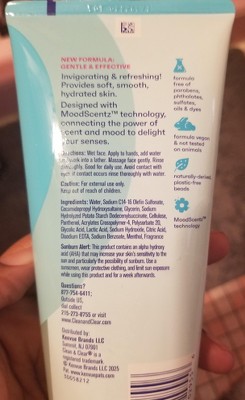 NEW FORMULA:
GENTLE & EFFECTIVE
Invigorating & refreshing!
Provides soft, smooth,
hydrated skin.
Designed with
MoodScentz™ technology,
connecting the power of
scent and mood to delight
your senses.
Wet face. Apply to hands, add water
into a lather. Massage face gently. Rinse
Good for daily use. Avoid contact with
if contact occurs rinse thoroughly with water.
Caution: For external use only.
Keep out of reach of children.
Ingredients: Water, Sodium C14-16 Olefin Sulfonate,
Cocamidopropyl Hydroxysultaine, Glycerin, Sodium
Hydrolyzed Potato Starch Dodecenylsuccinate, Cellulose,
Panthenol, Acrylates Crosspolymer-4, Polysorbate 20,
Glycolic Acid, Lactic Acid, Sodium Hydroxide, Citric Acid,
Disodium EDTA, Sodium Benzoate, Menthol, Fragrance
Sunburn Alert: This product contains an alpha hydroxy
acid (AHA) that may increase your skin's sensitivity to the
sun and particularly the possibility of sunburn. Use a
sunscreen, wear protective clothing, and limit sun exposure
while using this product and for a week afterwards.
Questions?
877-754-6411;
Outside US,
Call collect
215-273-8755 or visit
www.CleanandClear.com
Distributed by:
Kenvue Brands LLC
Summit, NJ 07901
Clean & Clear® is a
registered trademark
© Kenvue Brands LLC 2023
Pat. www.kenvuepats.com
formula
free of
parabens,
phthalates,
sulfates,
oils & dyes
formula vegan
& not tested
on animals
naturally-derived,
plastic-free
beads
MoodScentz™
technology